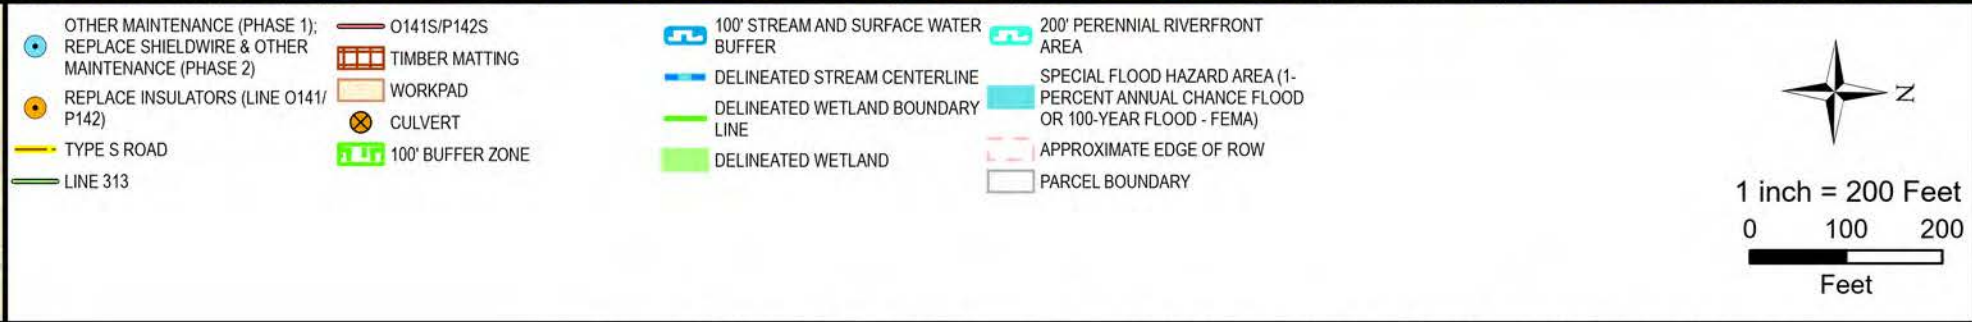 OTHER MAINTENANCE (PHASE 1);
REPLACE SHIELDWIRE & OTHER
MAINTENANCE (PHASE 2)
REPLACE INSULATORS (LINE O141/
P142)
TYPE S ROAD
LINE 313
O141S/P142S
TIMBER MATTING
WORKPAD
CULVERT
100' BUFFER ZONE
100' STREAM AND SURFACE WATER
BUFFER
DELINEATED STREAM CENTERLINE
DELINEATED WETLAND BOUNDARY
LINE
DELINEATED WETLAND
200' PERENNIAL RIVERFRONT
AREA
SPECIAL FLOOD HAZARD AREA (1-
PERCENT ANNUAL CHANCE FLOOD
OR 100-YEAR FLOOD - FEMA)
APPROXIMATE EDGE OF ROW
PARCEL BOUNDARY
N
1 inch = 200 Feet
0 100 200
Feet